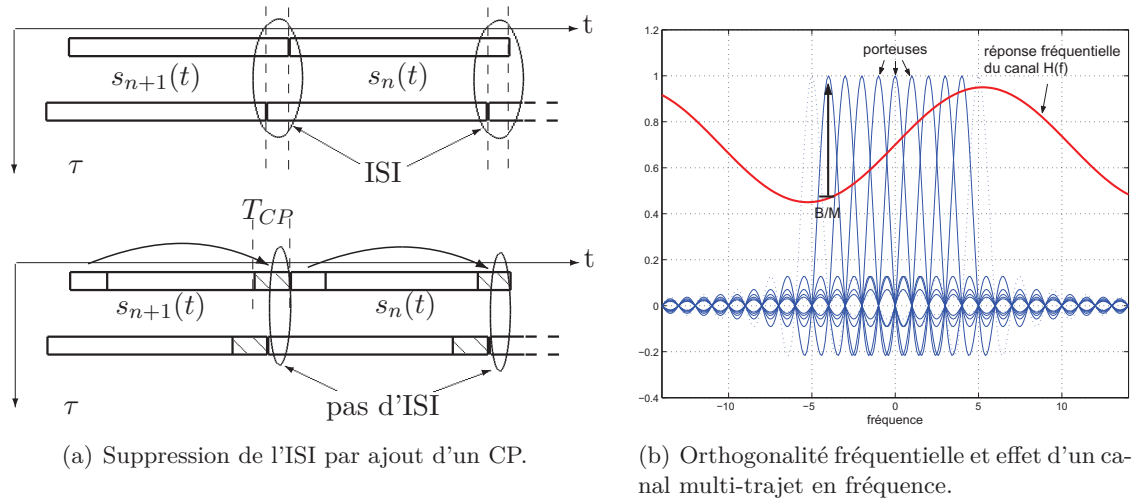 t
s_{n+1}(t)
s_n(t)
ISI
τ
T_{CP}
t
s_{n+1}(t)
s_n(t)
pas d'ISI
τ
(a) Suppression de l'ISI par ajout d'un CP.
1.2
1
0.8
0.6
0.4
0.2
0
−0.2
−0.4
porteuses
réponse fréquentielle
du canal H(f)
B/M
−10
−5
0
5
10
fréquence
(b) Orthogonalité fréquentielle et effet d'un ca-
nal multi-trajet en fréquence.